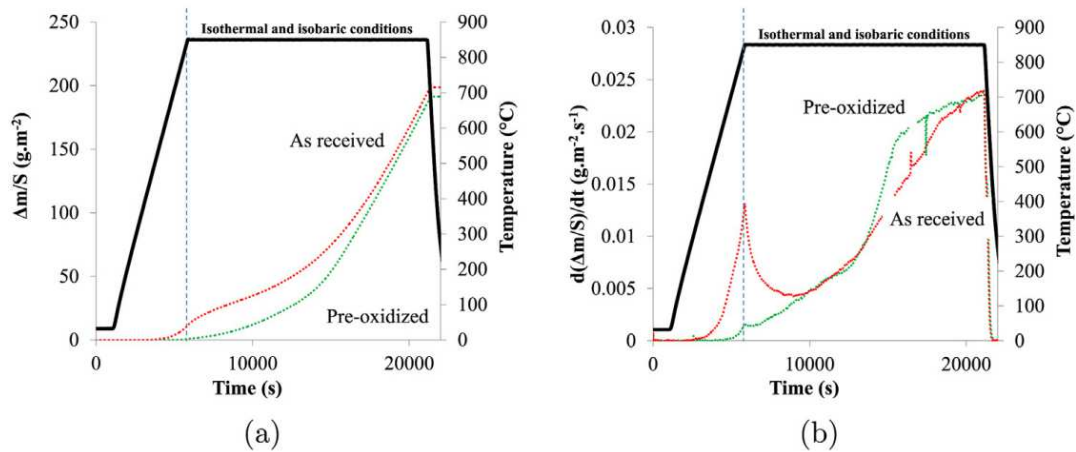 Isothermal and isobaric conditions
Δm/S (g.m⁻²)
250
200
150
100
50
0
As received
Pre-oxidized
900
800
700
600
500
400
300
200
100
0
Temperature (°C)
0
10000
20000
Time (s)
(a)
Isothermal and isobaric conditions
d(Δm/S)/dt (g.m⁻².s⁻¹)
0.03
0.025
0.02
0.015
0.01
0.005
0
Pre-oxidized
As received
900
800
700
600
500
400
300
200
100
0
Temperature (°C)
0
10000
20000
Time (s)
(b)